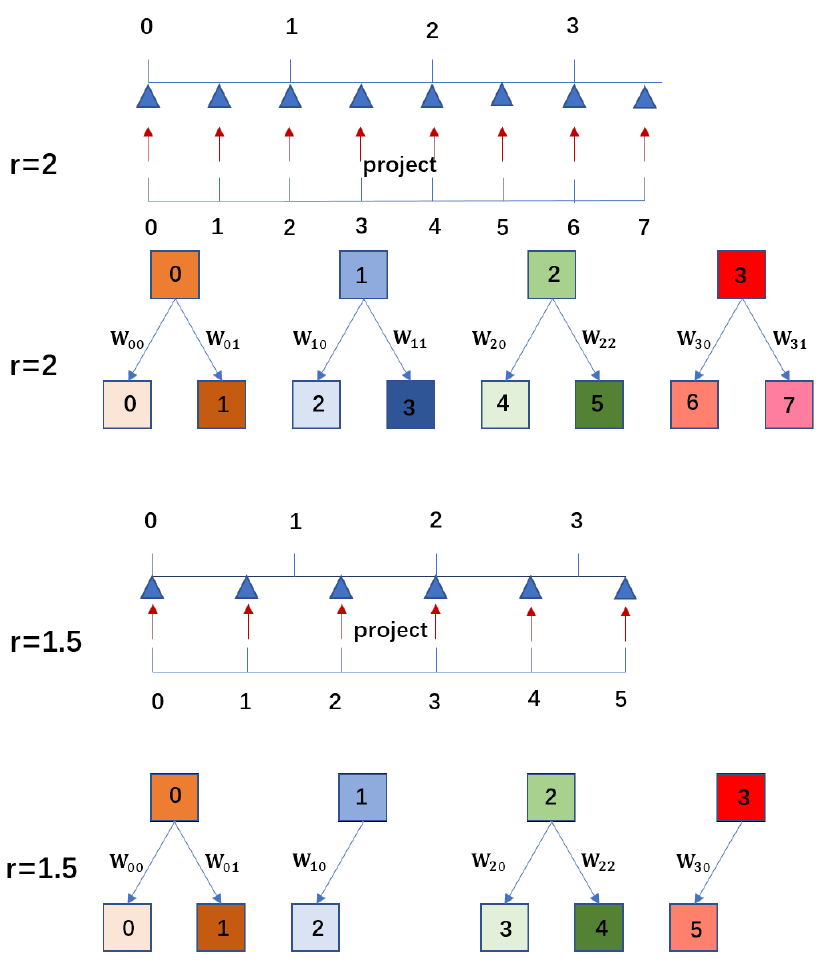 0 1 2 3
r=2
project
0 1 2 3 4 5 6 7
0 1 2 3
r=2
W00 W01 W10 W11 W20 W22 W30 W31
0 1 2 3 4 5 6 7
0 1 2 3
project
r=1.5
0 1 2 3 4 5
0 1 2 3
r=1.5
W00 W01 W10 W20 W22 W30
0 1 2 3 4 5